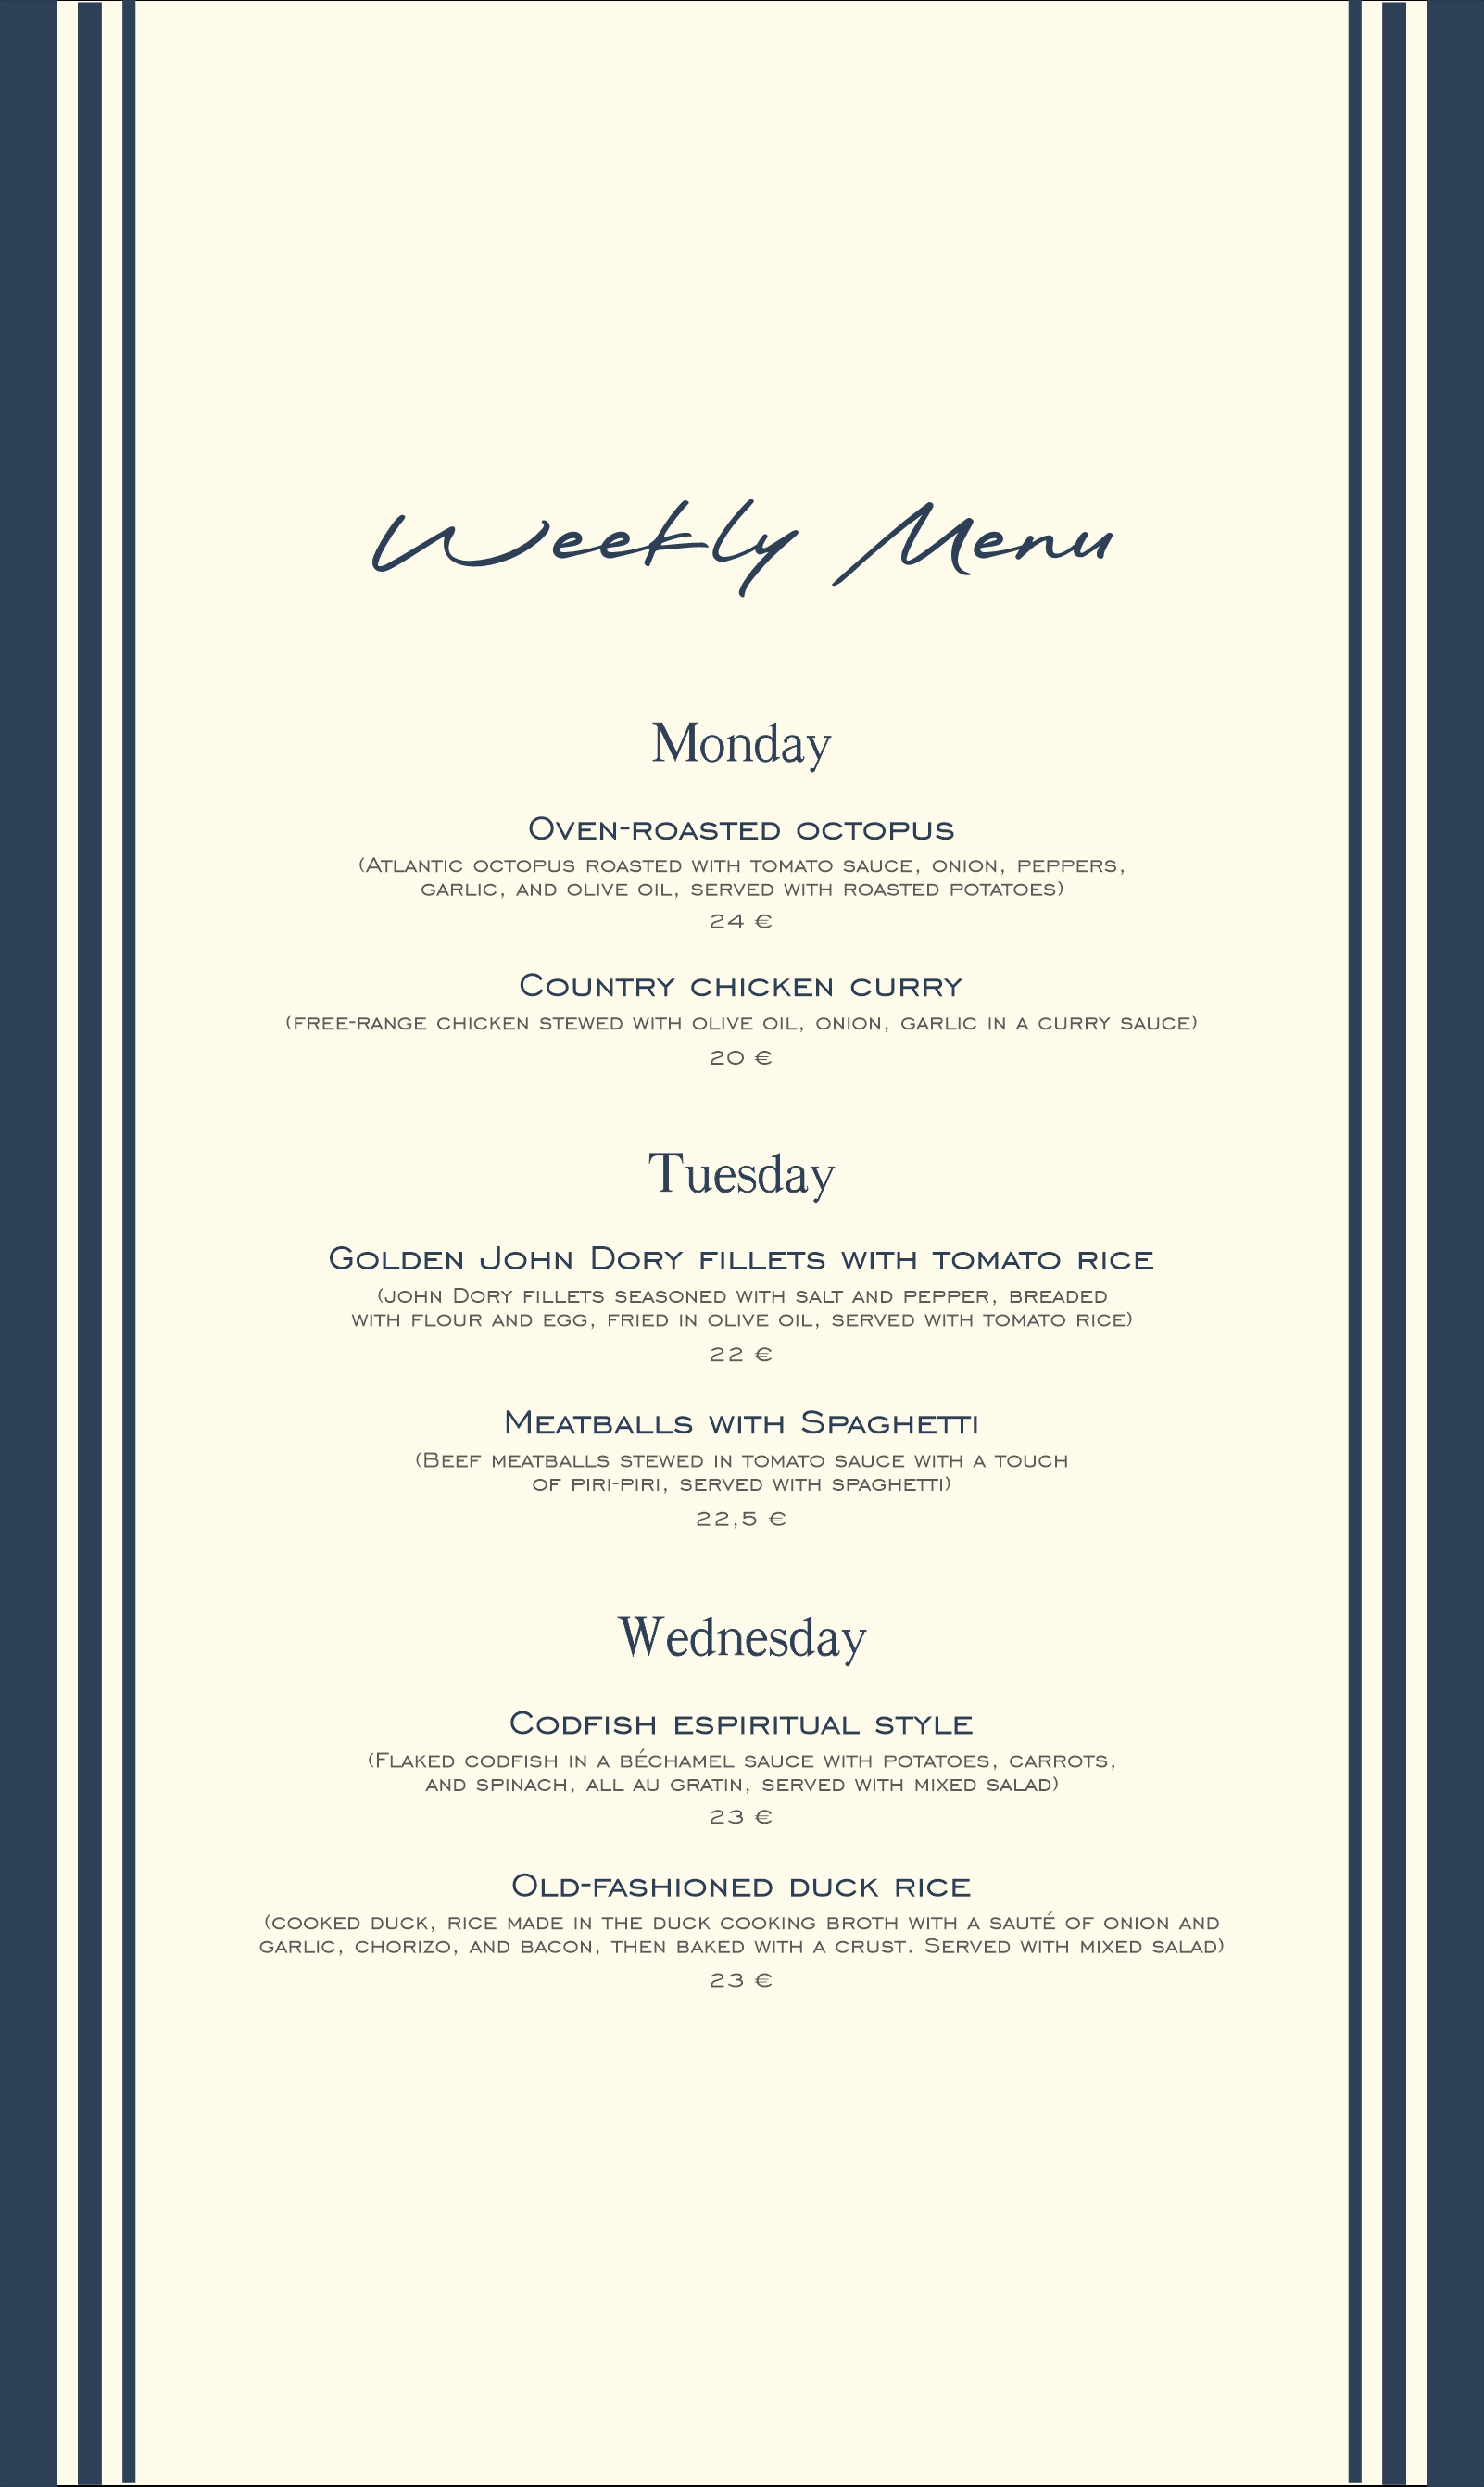 Weekly Menu
Monday
Oven-roasted octopus
(Atlantic octopus roasted with tomato sauce, onion, peppers,
garlic, and olive oil, served with roasted potatoes)
24 €
Country chicken curry
(free-range chicken stewed with olive oil, onion, garlic in a curry sauce)
20 €
Tuesday
Golden John Dory fillets with tomato rice
(john Dory fillets seasoned with salt and pepper, breaded
with flour and egg, fried in olive oil, served with tomato rice)
22 €
Meatballs with Spaghetti
(Beef meatballs stewed in tomato sauce with a touch
of piri-piri, served with spaghetti)
22,5 €
Wednesday
Codfish espiritual style
(Flaked codfish in a béchamel sauce with potatoes, carrots,
and spinach, all au gratin, served with mixed salad)
23 €
Old-fashioned duck rice
(cooked duck, rice made in the duck cooking broth with a sauté of onion and
garlic, chorizo, and bacon, then baked with a crust. Served with mixed salad)
23 €